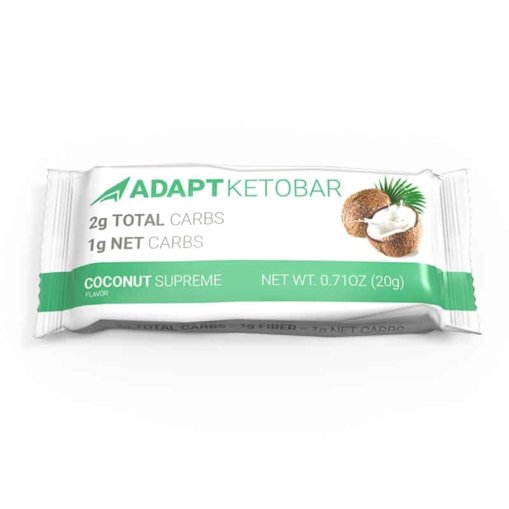 ADAPT KETOBAR
2g TOTAL CARBS
1g NET CARBS
COCONUT SUPREME
FLAVOR
NET WT. 0.71OZ (20g)
2g TOTAL CARBS - 1g FIBER = 1g NET CARBS